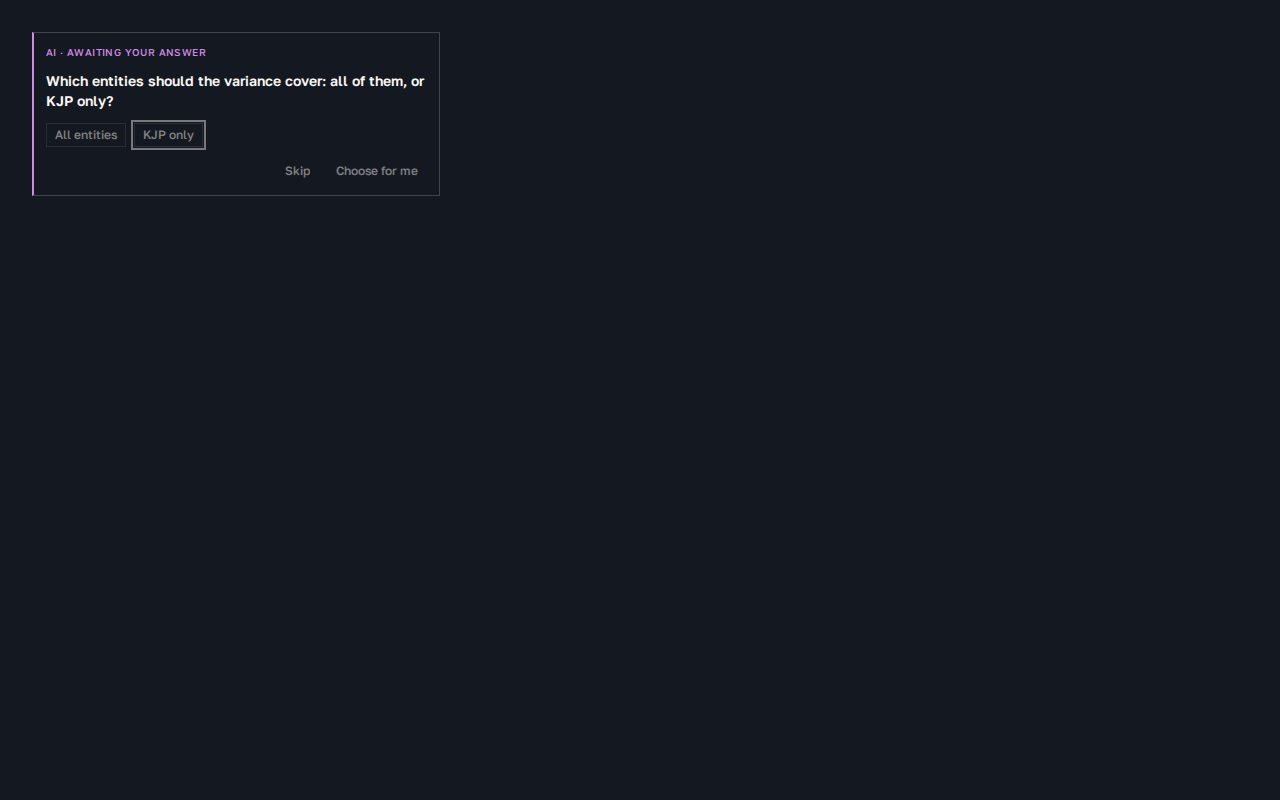 AI · AWAITING YOUR ANSWER
Which entities should the variance cover: all of them, or
KJP only?
All entities KJP only
Skip Choose for me